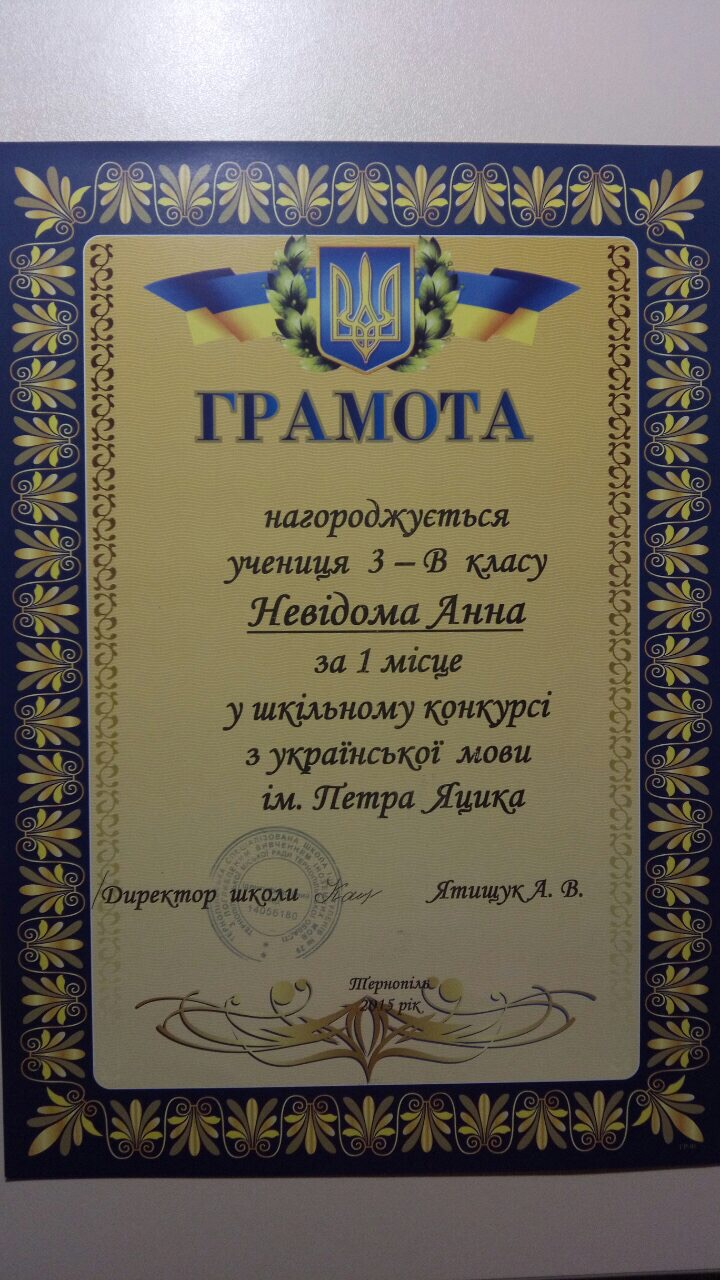 ГРАМОТА
нагороджується
учениця 3 – В класу
Невідома Анна
за 1 місце
у шкільному конкурсі
з української мови
ім. Петра Яцика
Директор школи Ятищук А. В.
14056180
Тернопіль
2015 рік